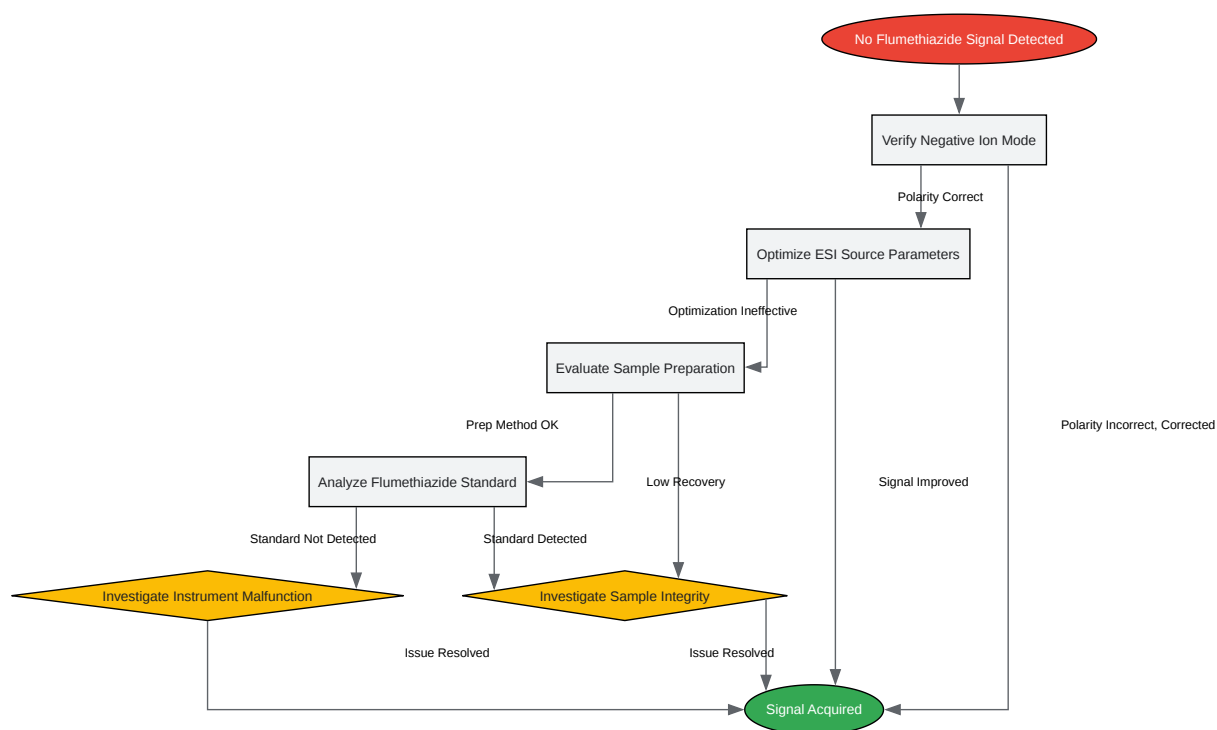 No Flumethiazide Signal Detected
Verify Negative Ion Mode
Polarity Correct
Optimize ESI Source Parameters
Optimization Ineffective
Evaluate Sample Preparation
Prep Method OK
Polarity Incorrect, Corrected
Analyze Flumethiazide Standard
Low Recovery
Signal Improved
Standard Not Detected
Standard Detected
Investigate Instrument Malfunction
Investigate Sample Integrity
Issue Resolved
Issue Resolved
Signal Acquired